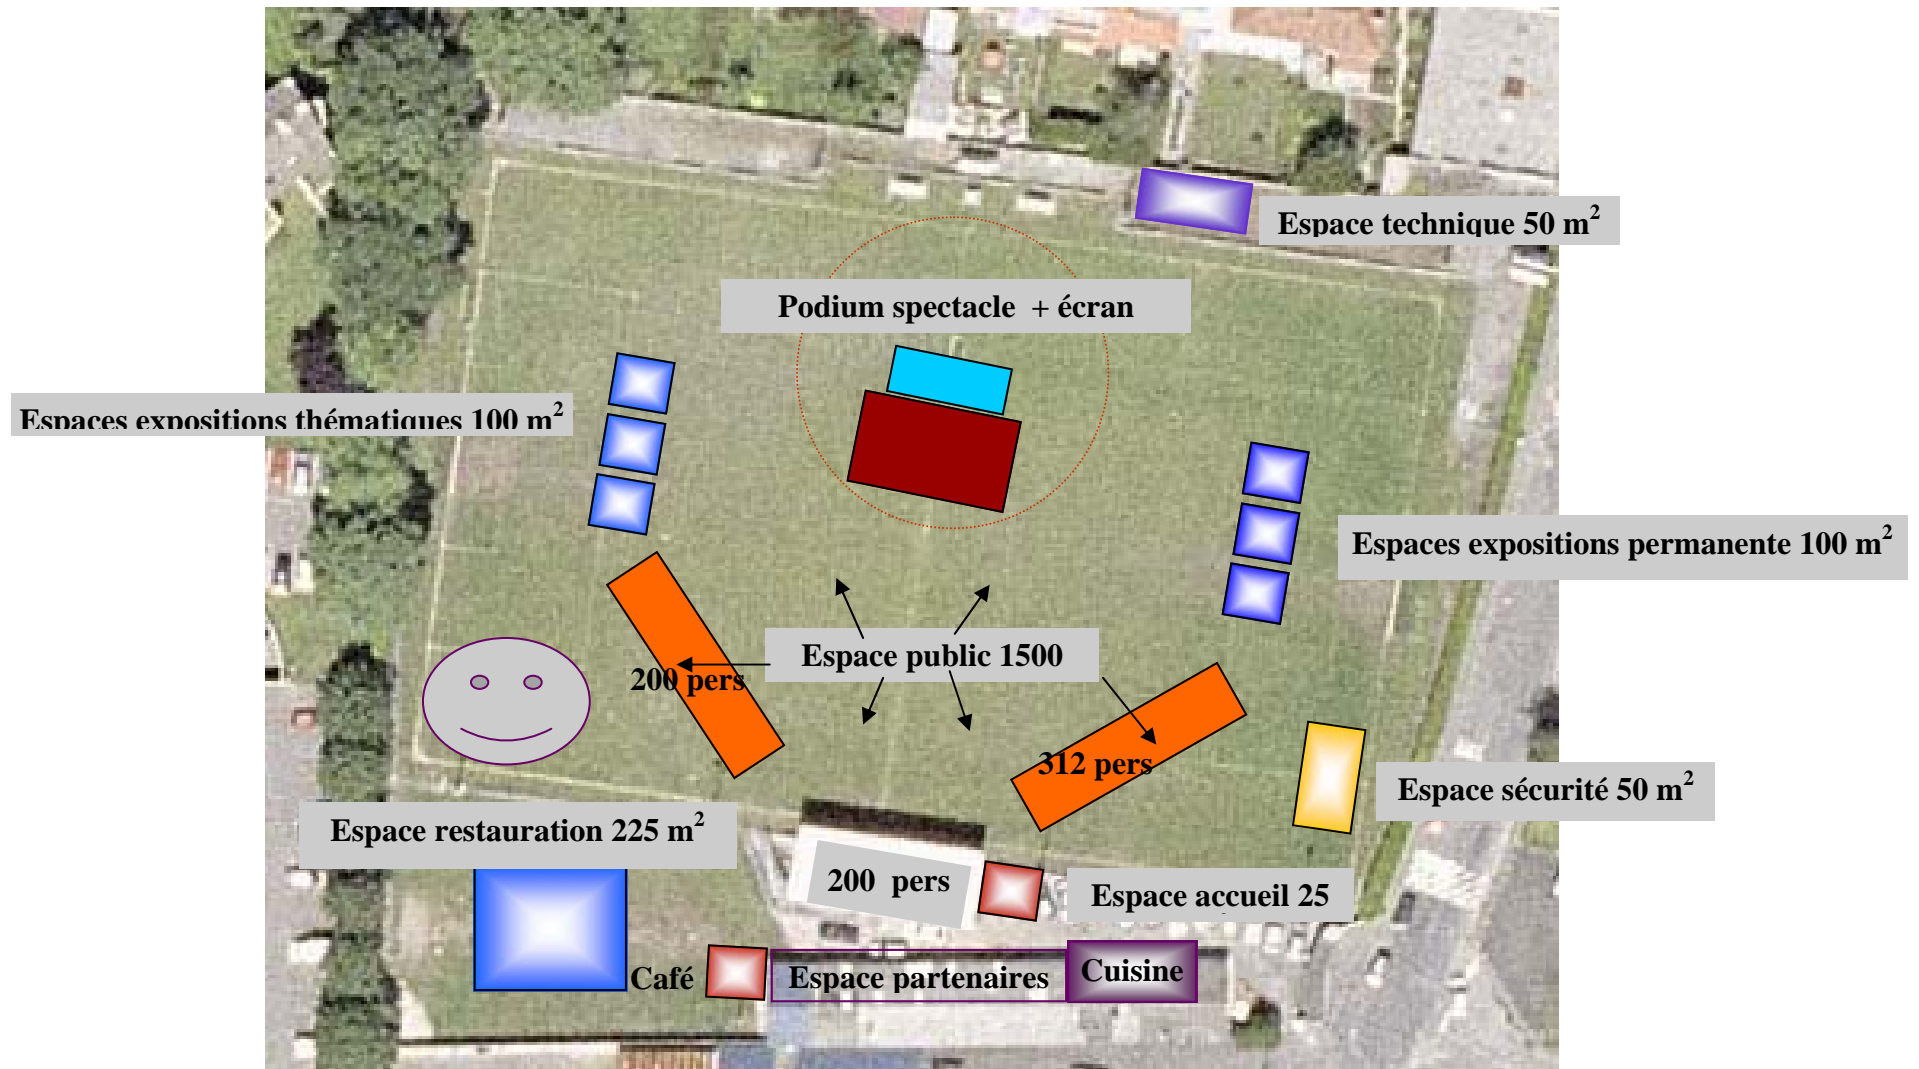 Espace technique 50 m²
Podium spectacle + écran
Espaces expositions thématiques 100 m²
Espaces expositions permanente 100 m²
Espace public 1500
200 pers
312 pers
Espace sécurité 50 m²
Espace restauration 225 m²
200 pers
Espace accueil 25
Café
Espace partenaires
Cuisine